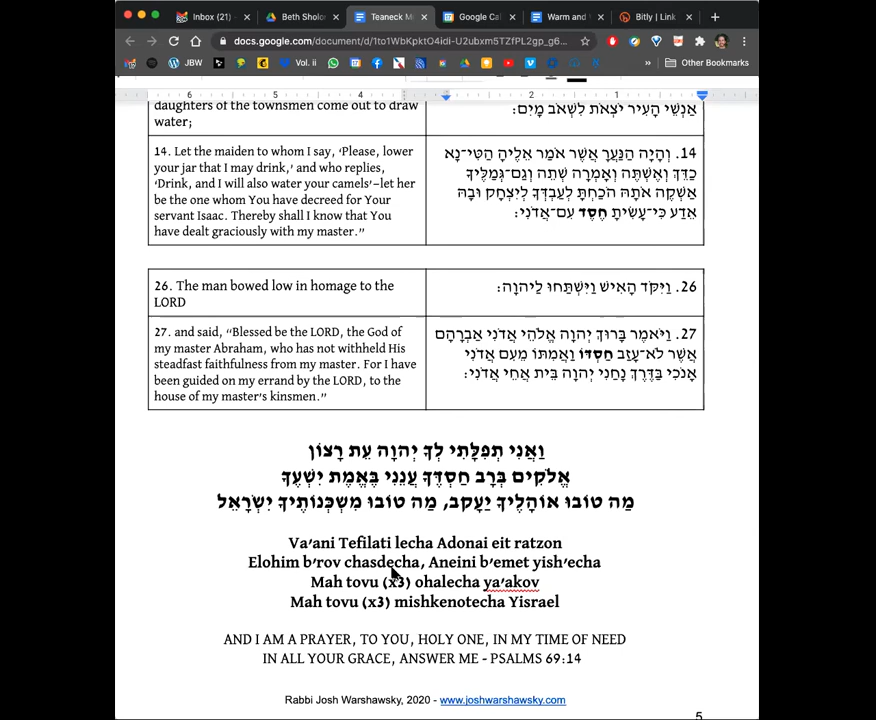 Inbox (21)
Beth Sholo
Teaneck M
Google Ca
Warm and
Bitly | Link
docs.google.com/document/d/1to1WbKpktO4idi-U2ubxm5TZfPL2gp_g6...
JBW
Vol. ii
Other Bookmarks
6 5 4 2 1
daughters of the townsmen come out to draw
water;
אַנְשֵׁי הָעִיר יֹצְאֹת לִשְׁאֹב מָיִם:
14. Let the maiden to whom I say, ‘Please, lower
your jar that I may drink,’ and who replies,
‘Drink, and I will also water your camels’–let her
be the one whom You have decreed for Your
servant Isaac. Thereby shall I know that You
have dealt graciously with my master.”
14. וְהָיָה הַנַּעֲרָ אֲשֶׁר אֹמַר אֵלֶיהָ הַטִּי־נָא
כַדֵּךְ וְאֶשְׁתֶּה וְאָמְרָה שְׁתֵה וְגַם־גְּמַלֶּיךָ
אַשְׁקֶה אֹתָהּ הֹכַחְתָּ לְעַבְדְּךָ לְיִצְחָק וּבָהּ
אֵדַע כִּי־עָשִׂיתָ חֶסֶד עִם־אֲדֹנִי:
26. The man bowed low in homage to the
LORD
26. וַיִּקֹּד הָאִישׁ וַיִּשְׁתַּחוּ לַיהוָה:
27. and said, “Blessed be the LORD, the God of
my master Abraham, who has not withheld His
steadfast faithfulness from my master. For I have
been guided on my errand by the LORD, to the
house of my master’s kinsmen.”
27. וַיֹּאמֶר בָּרוּךְ יְהוָה אֱלֹהֵי אֲדֹנִי אַבְרָהָם
אֲשֶׁר לֹא־עָזַב חַסְדּוֹ וַאֲמִתּוֹ מֵעִם אֲדֹנִי
אָנֹכִי בַּדֶּרֶךְ נָחַנִי יְהוָה בֵּית אֲחֵי אֲדֹנִי:
וַאֲנִי תְפִלָּתִי לְךָ יְהוָה עֵת רָצוֹן
אֱלֹקִים בְּרָב חַסְדֶּךָ עֲנֵנִי בֶּאֱמֶת יִשְׁעֶךָ
מַה טוֹבוּ אוֹהָלֶיךָ יַעֲקֹב, מַה טוֹבוּ מִשְׁכְּנוֹתֶיךָ יִשְׂרָאֵל
Va’ani Tefilati lecha Adonai eit ratzon
Elohim b’rov chasdecha, Aneini b’emet yish’echa
Mah tovu (x3) ohalecha ya’akov
Mah tovu (x3) mishkenotecha Yisrael
AND I AM A PRAYER, TO YOU, HOLY ONE, IN MY TIME OF NEED
IN ALL YOUR GRACE, ANSWER ME - PSALMS 69:14
Rabbi Josh Warshawsky, 2020 - www.joshwarshawsky.com
5